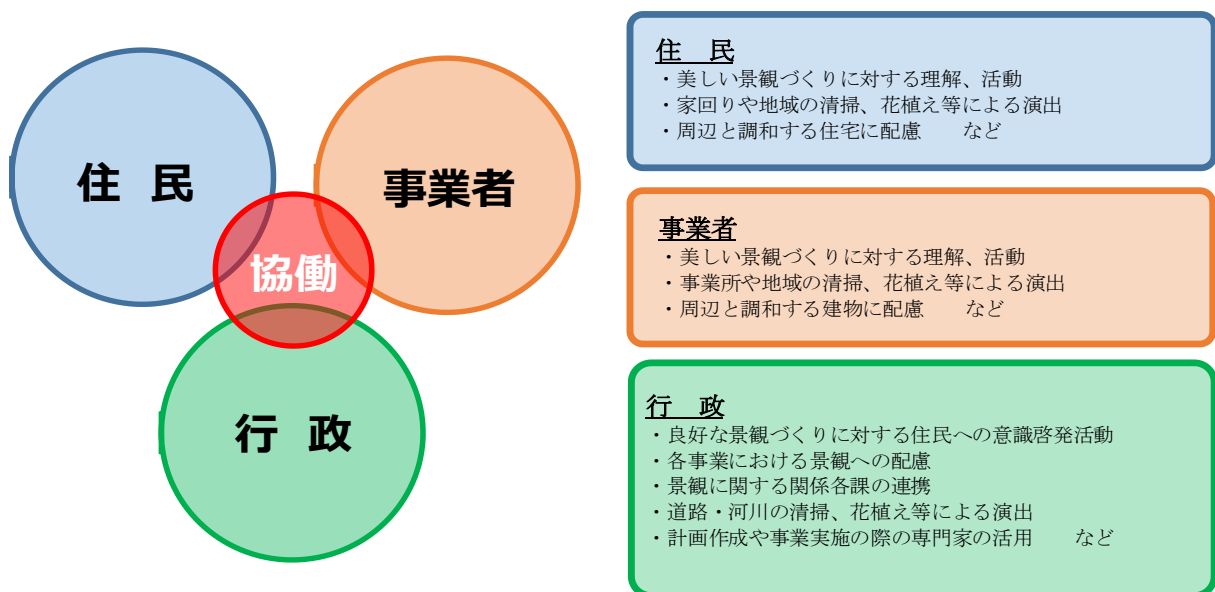 住 民
事業者
協働
行 政
住 民
・美しい景観づくりに対する理解、活動
・家回りや地域の清掃、花植え等による演出
・周辺と調和する住宅に配慮　　など
事業者
・美しい景観づくりに対する理解、活動
・事業所や地域の清掃、花植え等による演出
・周辺と調和する建物に配慮　　など
行 政
・良好な景観づくりに対する住民への意識啓発活動
・各事業における景観への配慮
・景観に関する関係各課の連携
・道路・河川の清掃、花植え等による演出
・計画作成や事業実施の際の専門家の活用　　など